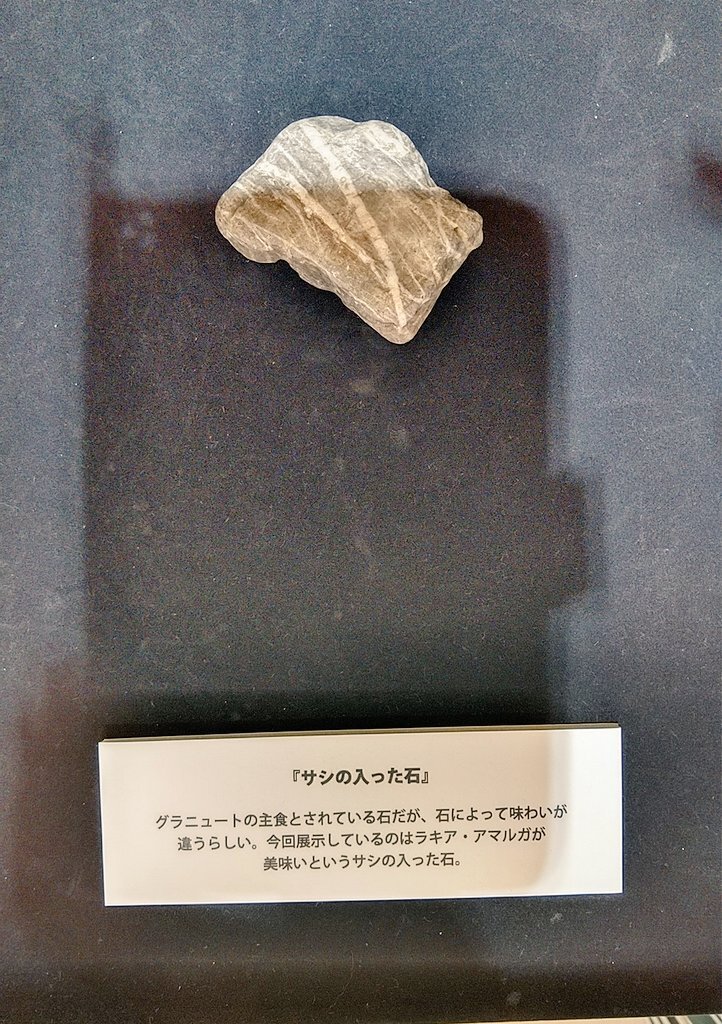 『サシの入った石』
グラニュートの主食とされている石だが、石によって味わいが
違うらしい。今回展示しているのはラキア・アマルガが
美味いというサシの入った石。